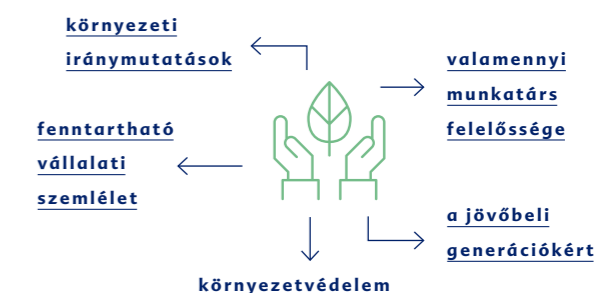 környezeti
iránymutatások
valamennyi
munkatárs
felelőssége
fenntartható
vállalati
szemlélet
a jövőbeli
generációkért
környezetvédelem